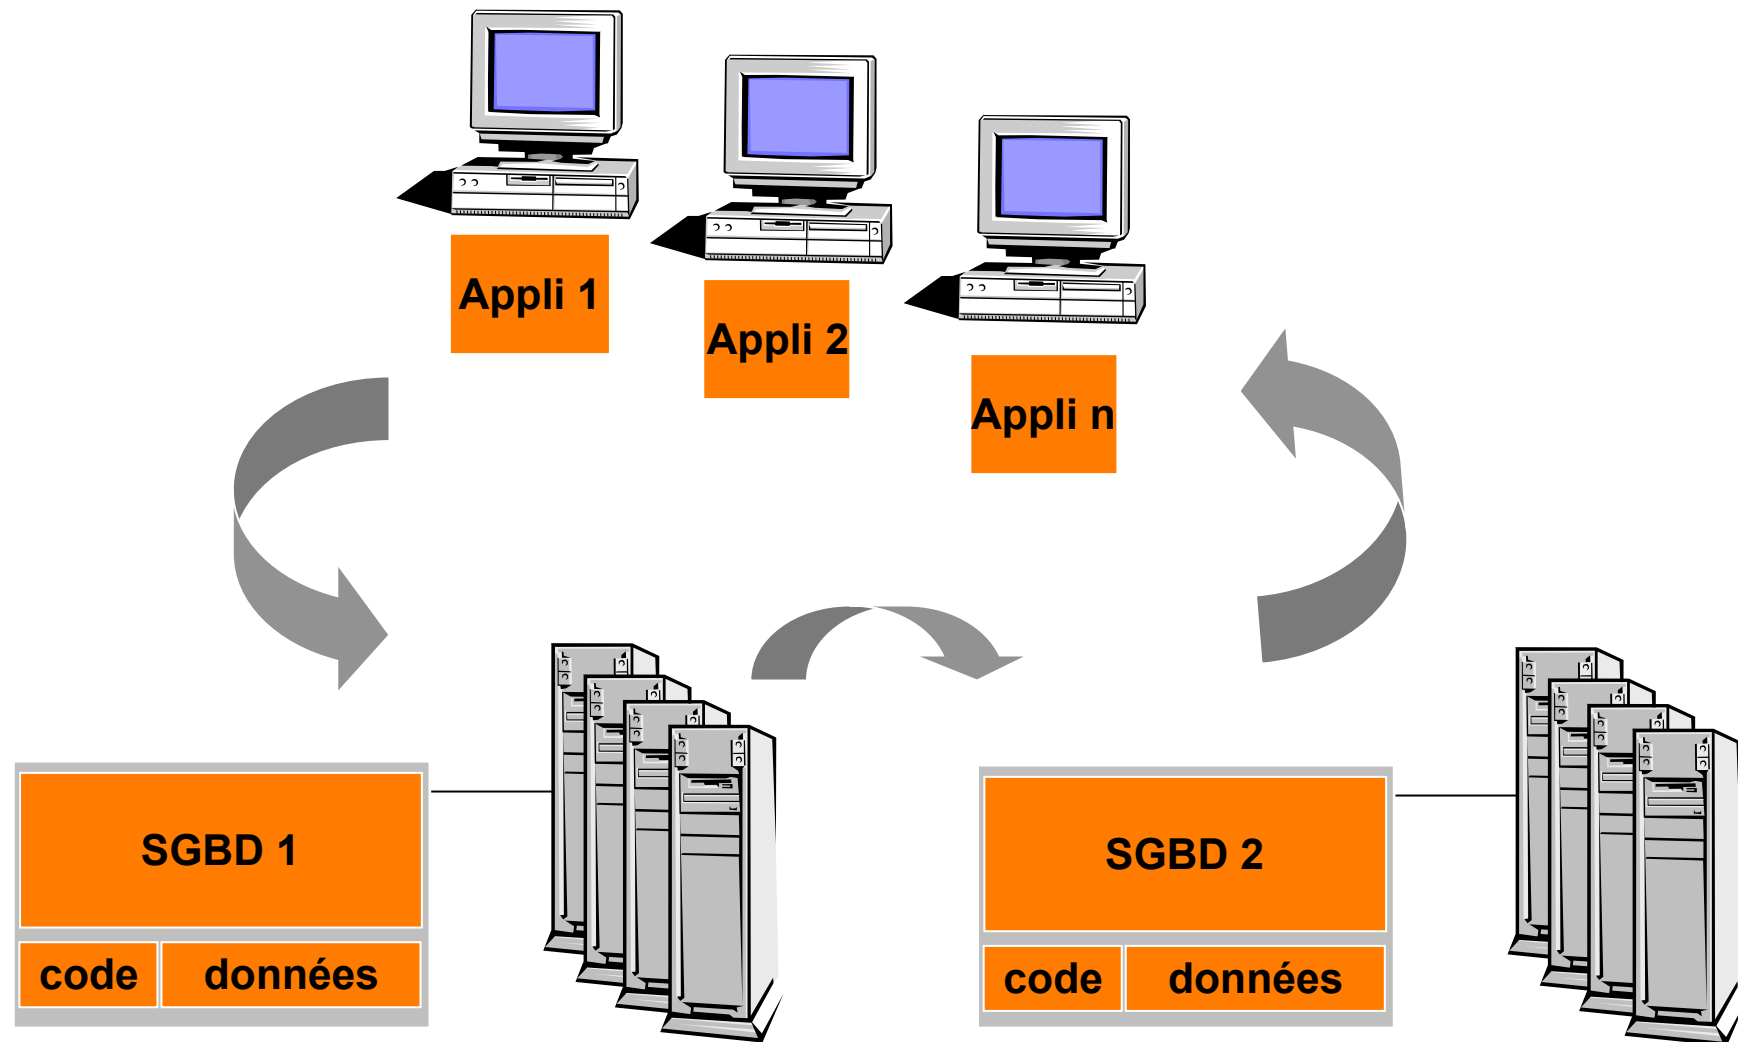 Appli 1
Appli 2
Appli n
SGBD 1
code
données
SGBD 2
code
données